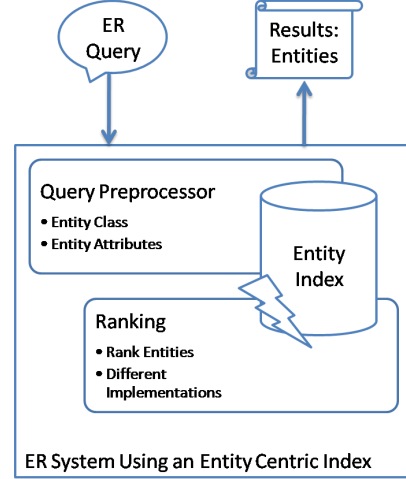 ER
Query
Results:
Entities
Query Preprocessor
• Entity Class
• Entity Attributes
Entity
Index
Ranking
• Rank Entities
• Different
Implementations
ER System Using an Entity Centric Index